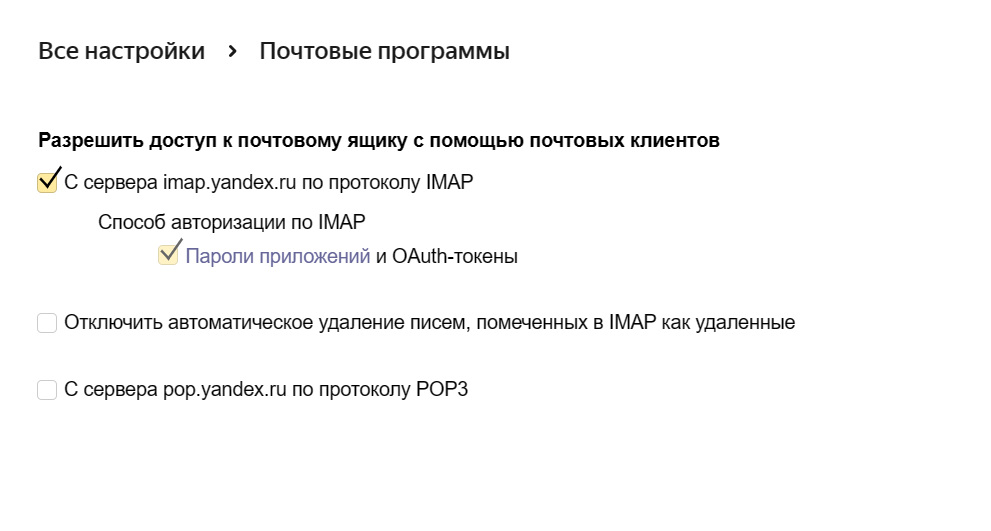 Все настройки > Почтовые программы
Разрешить доступ к почтовому ящику с помощью почтовых клиентов
С сервера imap.yandex.ru по протоколу IMAP
Способ авторизации по IMAP
Пароли приложений и OAuth-токены
Отключить автоматическое удаление писем, помеченных в IMAP как удаленные
С сервера pop.yandex.ru по протоколу POP3